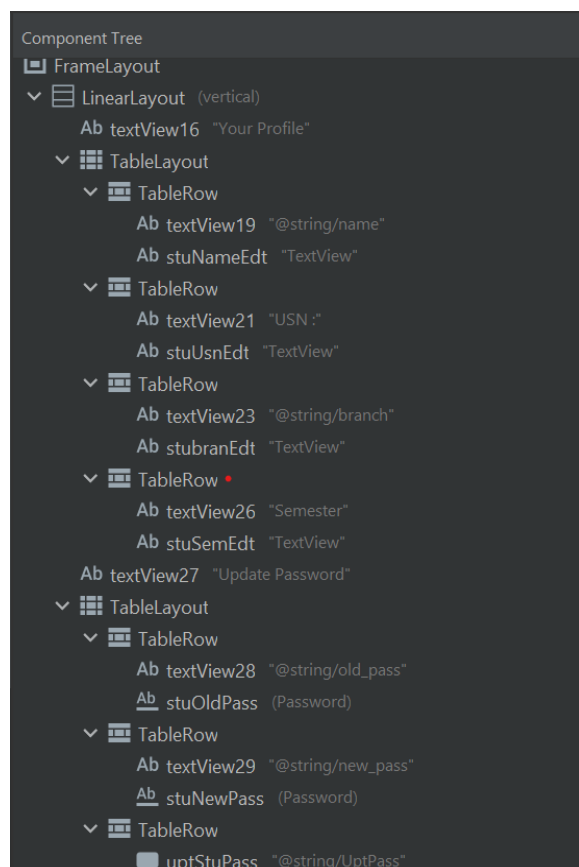 Component Tree
FrameLayout
LinearLayout (vertical)
Ab textView16 "Your Profile"
TableLayout
TableRow
Ab textView19 "@string/name"
Ab stuNameEdt "TextView"
TableRow
Ab textView21 "USN :"
Ab stuUsnEdt "TextView"
TableRow
Ab textView23 "@string/branch"
Ab stubranEdt "TextView"
TableRow
Ab textView26 "Semester"
Ab stuSemEdt "TextView"
Ab textView27 "Update Password"
TableLayout
TableRow
Ab textView28 "@string/old_pass"
Ab stuOldPass (Password)
TableRow
Ab textView29 "@string/new_pass"
Ab stuNewPass (Password)
TableRow
uptStuPass "@string/UptPass"